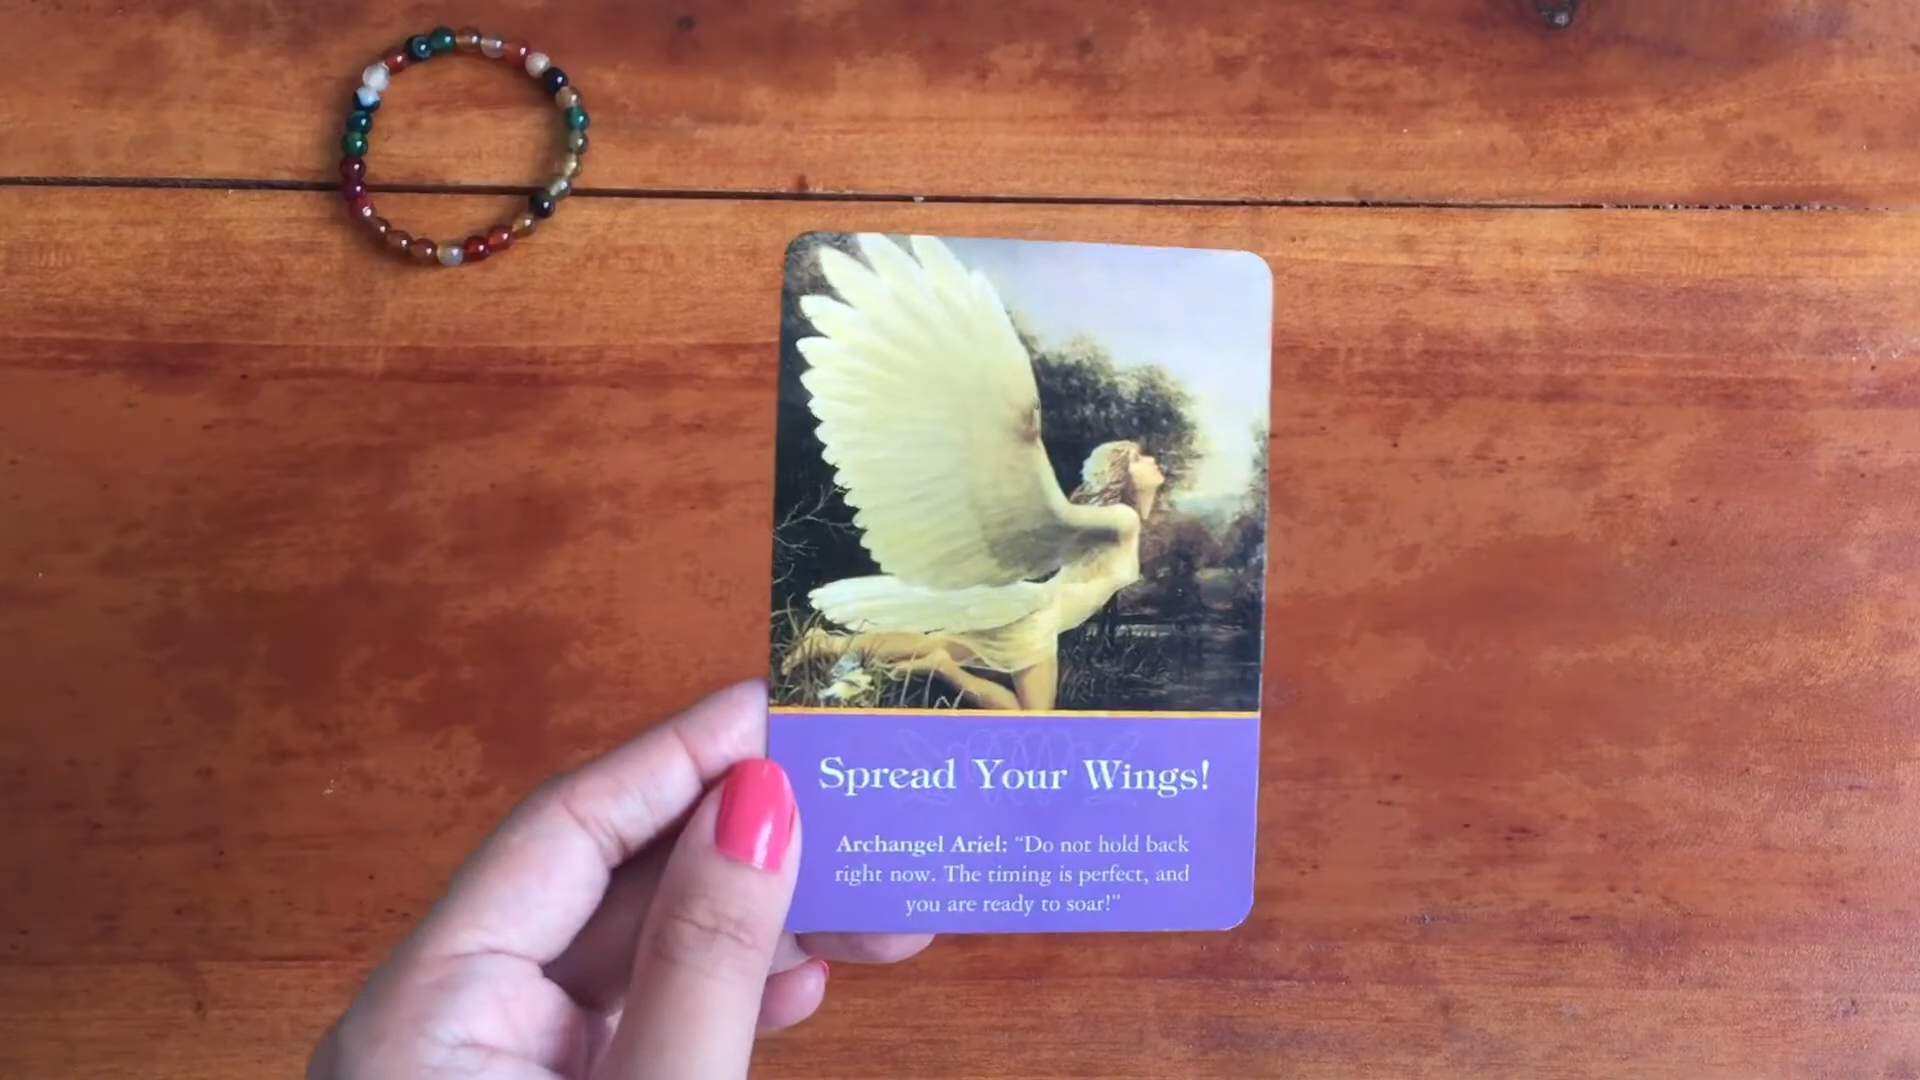 Spread Your Wings!
Archangel Ariel: “Do not hold back
right now. The timing is perfect, and
you are ready to soar!”